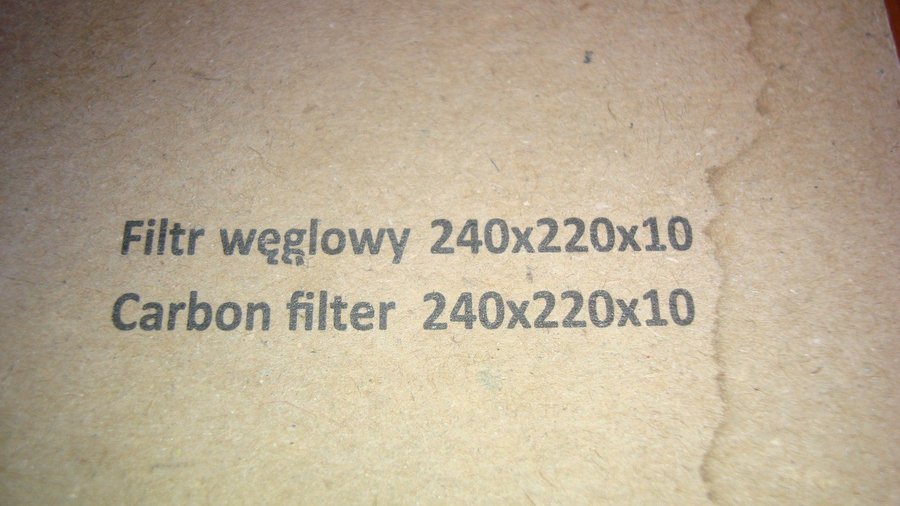 Filtr węglowy 240x220x10
Carbon filter 240x220x10